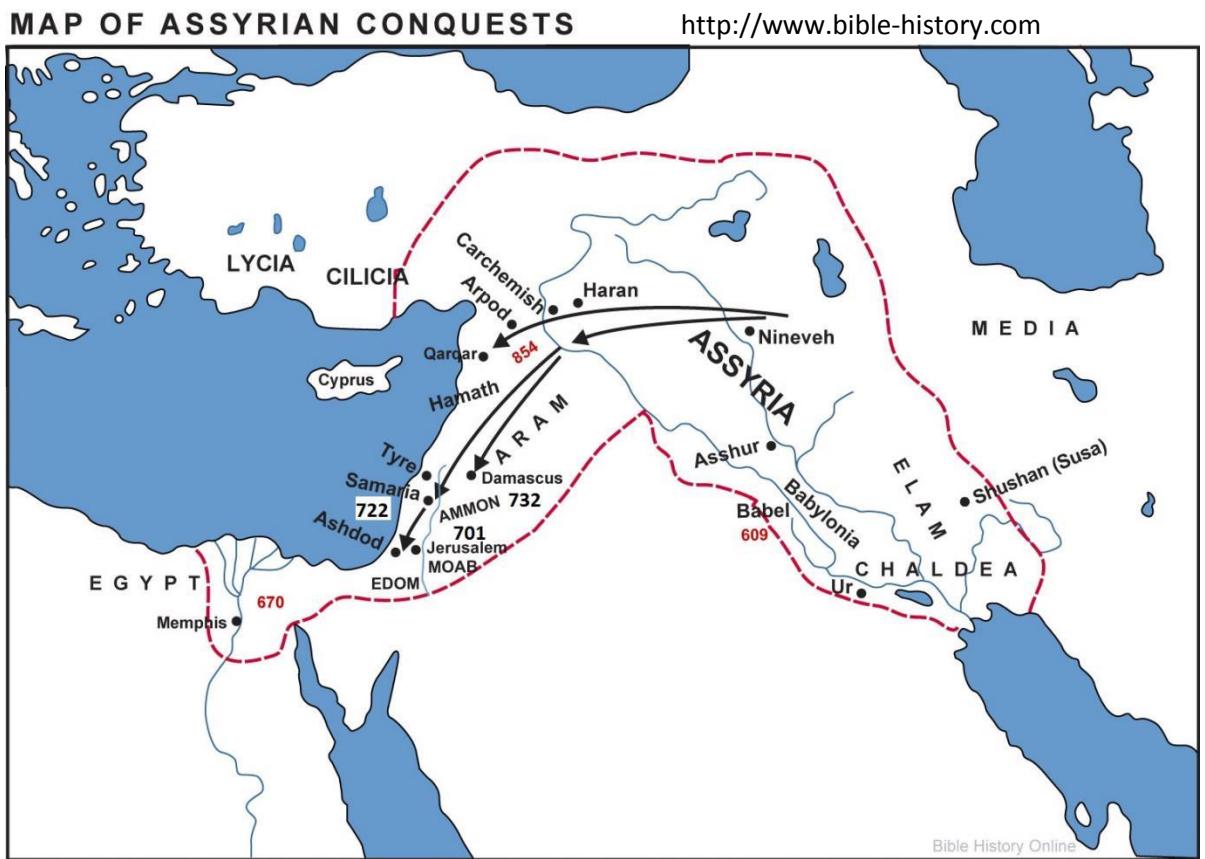 MAP OF ASSYRIAN CONQUESTS
http://www.bible-history.com
LYCIA
CILICIA
Carchemish
Arpod
Haran
Qarqar
854
Nineveh
MEDIA
ASSYRIA
Cyprus
Hamath
ARAM
Tyre
Damascus
Samaria
722
AMMON
732
701
Ashdod
Jerusalem
MOAB
EDOM
Asshur
Babel
609
Babylonia
ELAM
Shushan (Susa)
CHALDEA
Ur
EGYPT
670
Memphis
Bible History Online